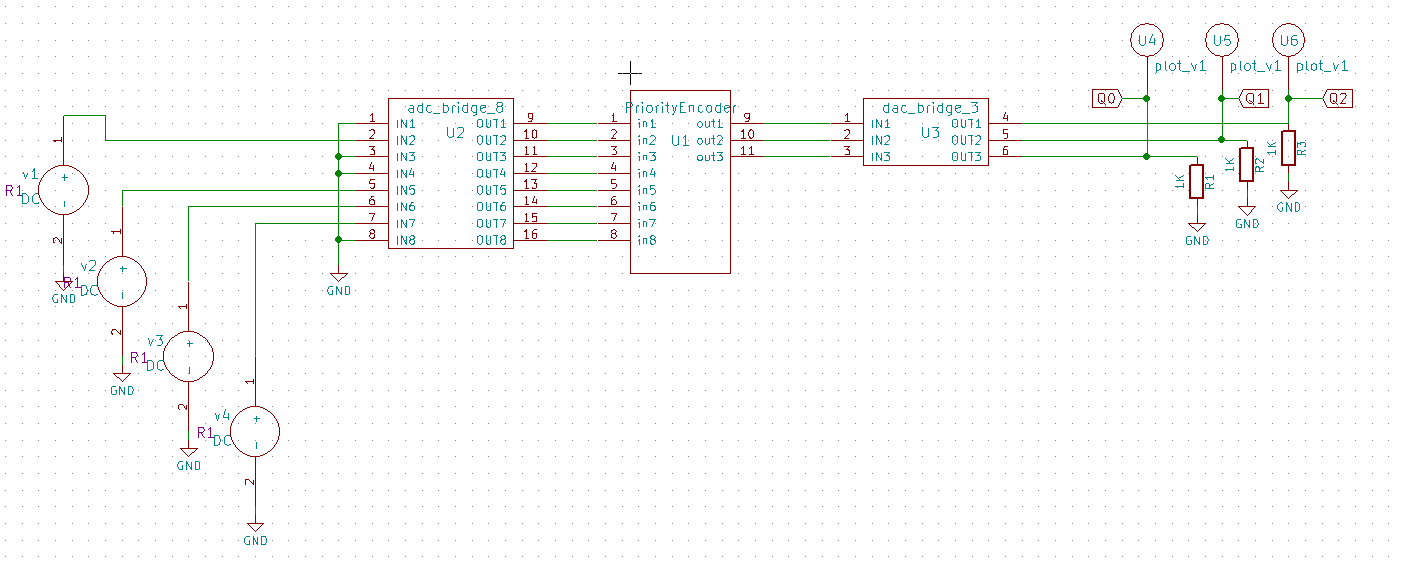 U4 U5 U6
plot_v1 plot_v1 plot_v1
Q0 Q1 Q2
adc_bridge_8
U2
1 IN1 OUT1 9
2 IN2 OUT2 10
3 IN3 OUT3 11
4 IN4 OUT4 12
5 IN5 OUT5 13
6 IN6 OUT6 14
7 IN7 OUT7 15
8 IN8 OUT8 16
GND
PriorityEncoder
U1
1 in1 out1 9
2 in2 out2 10
3 in3 out3 11
4 in4
5 in5
6 in6
7 in7
8 in8
dac_bridge_3
U3
1 IN1 OUT1 4
2 IN2 OUT2 5
3 IN3 OUT3 6
1K R1
GND
1K R2
GND
1K R3
GND
1
v1
R1 DC
+
2
GND
1
v2
R1 DC
+
2
GND
1
v3
R1 DC
+
2
GND
1
v4
R1 DC
+
2
GND